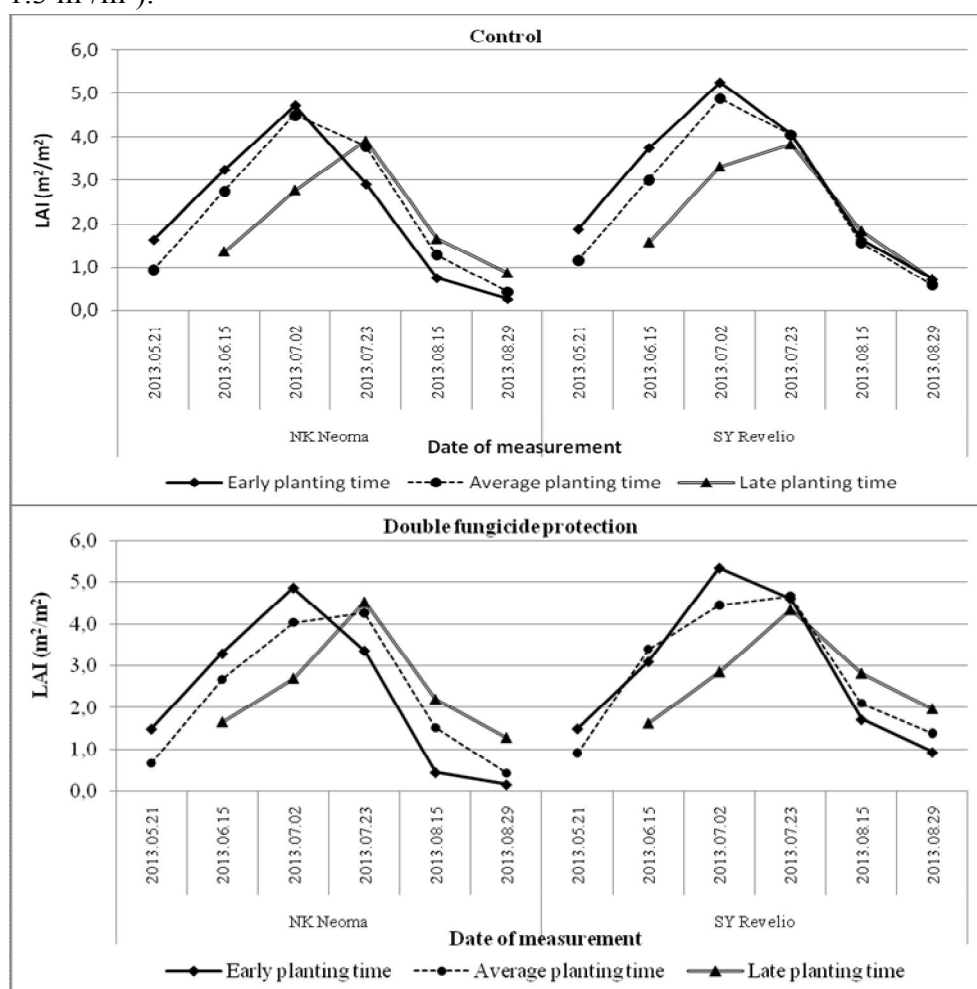 Control
LAI (m²/m²)
6,0
5,0
4,0
3,0
2,0
1,0
0,0
2013.05.21
2013.06.15
2013.07.02
2013.07.23
2013.08.15
2013.08.29
2013.05.21
2013.06.15
2013.07.02
2013.07.23
2013.08.15
2013.08.29
NK Neoma
SY Revelio
Date of measurement
Early planting time
Average planting time
Late planting time
Double fungicide protection
LAI (m²/m²)
6,0
5,0
4,0
3,0
2,0
1,0
0,0
2013.05.21
2013.06.15
2013.07.02
2013.07.23
2013.08.15
2013.08.29
2013.05.21
2013.06.15
2013.07.02
2013.07.23
2013.08.15
2013.08.29
NK Neoma
SY Revelio
Date of measurement
Early planting time
Average planting time
Late planting time